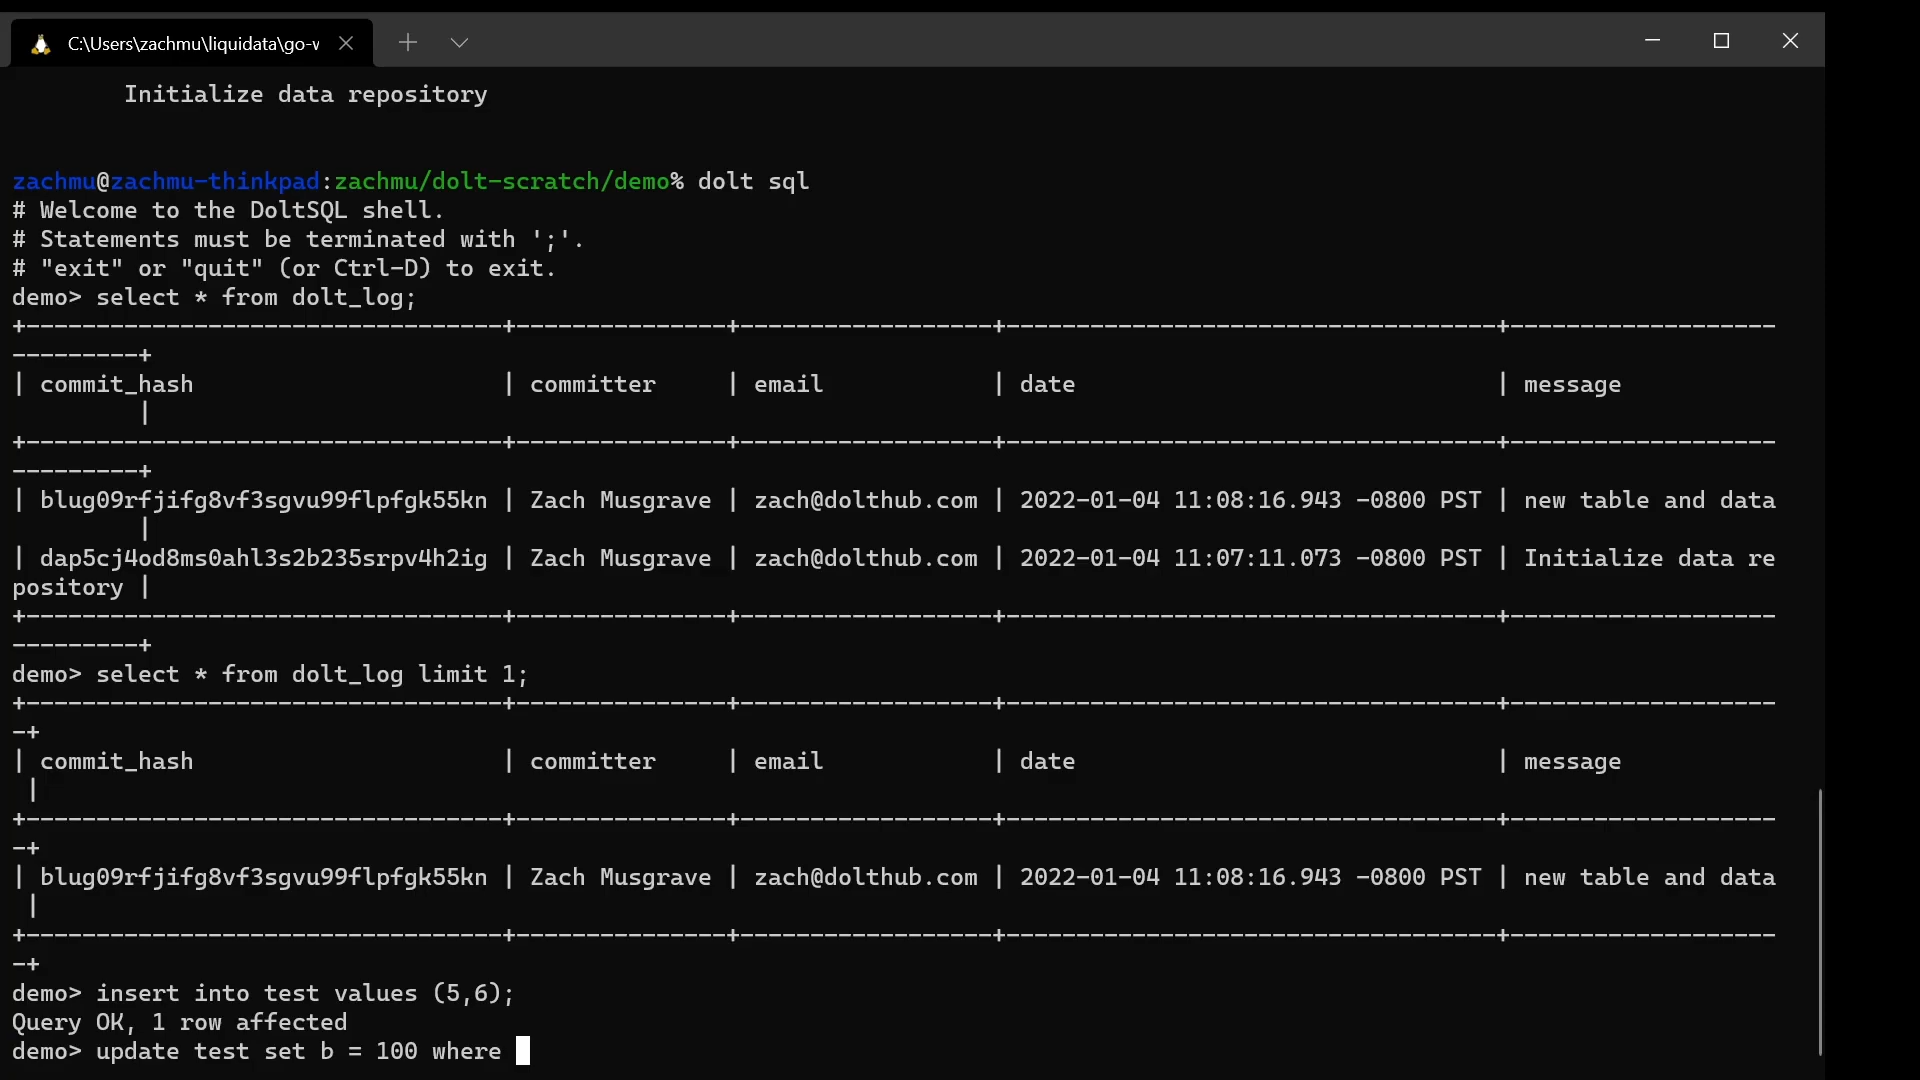 C:\Users\zachmu\liquidata\go-v
Initialize data repository
zachmu@zachmu-thinkpad:zachmu/dolt-scratch/demo% dolt sql
# Welcome to the DoltSQL shell.
# Statements must be terminated with ';'.
# "exit" or "quit" (or Ctrl-D) to exit.
demo> select * from dolt_log;
+----------------------------------+---------------+------------------+-----------------------------------+-------------------
---------+
| commit_hash                      | committer     | email            | date                              | message
         |
+----------------------------------+---------------+------------------+-----------------------------------+-------------------
---------+
| blug09rfjifg8vf3sgvu99flpfgk55kn | Zach Musgrave | zach@dolthub.com | 2022-01-04 11:08:16.943 -0800 PST | new table and data
         |
| dap5cj4od8ms0ahl3s2b235srpv4h2ig | Zach Musgrave | zach@dolthub.com | 2022-01-04 11:07:11.073 -0800 PST | Initialize data re
pository |
+----------------------------------+---------------+------------------+-----------------------------------+-------------------
---------+
demo> select * from dolt_log limit 1;
+----------------------------------+---------------+------------------+-----------------------------------+-------------------
-+
| commit_hash                      | committer     | email            | date                              | message
 |
+----------------------------------+---------------+------------------+-----------------------------------+-------------------
-+
| blug09rfjifg8vf3sgvu99flpfgk55kn | Zach Musgrave | zach@dolthub.com | 2022-01-04 11:08:16.943 -0800 PST | new table and data
 |
+----------------------------------+---------------+------------------+-----------------------------------+-------------------
-+
demo> insert into test values (5,6);
Query OK, 1 row affected
demo> update test set b = 100 where